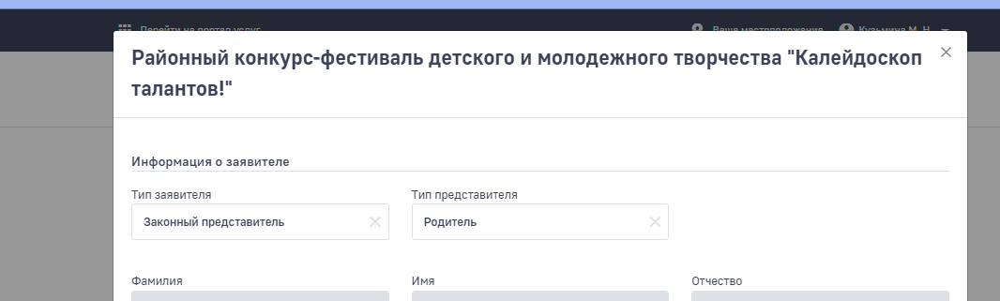 Перейти на портал услуг
Ваше местоположение
Кузьмина М. Н.
Районный конкурс-фестиваль детского и молодежного творчества "Калейдоскоп
талантов!"
Информация о заявителе
Тип заявителя
Тип представителя
Законный представитель
Родитель
Фамилия
Имя
Отчество